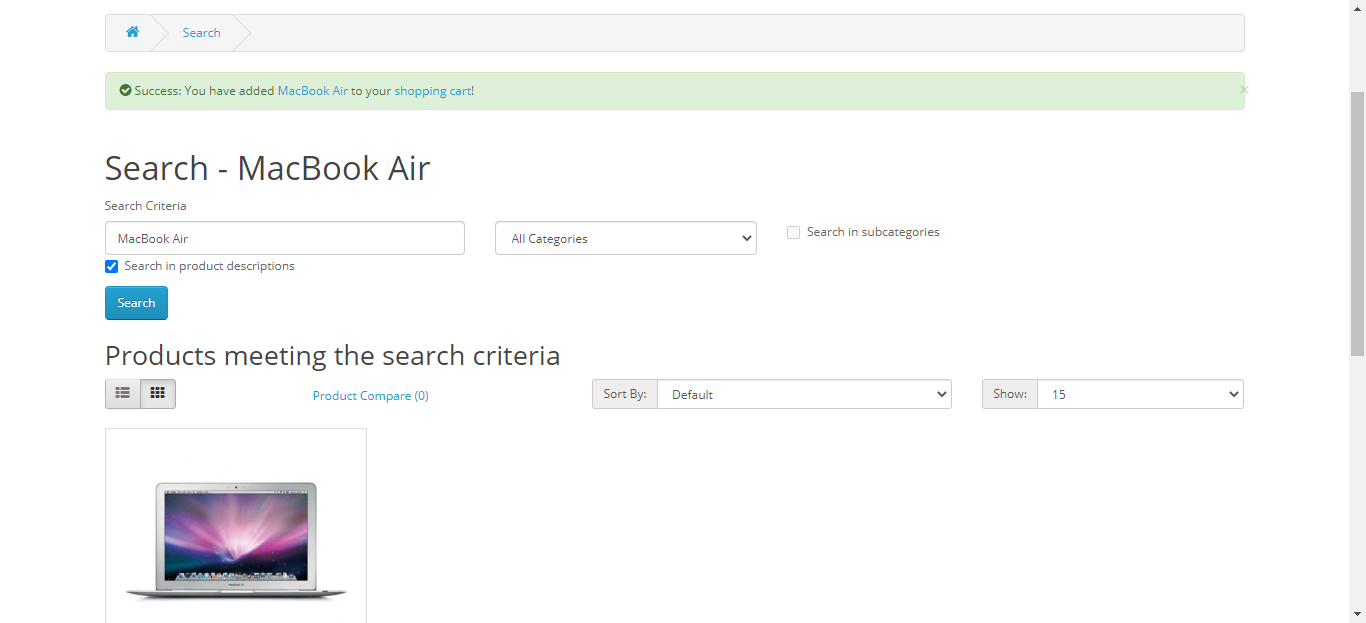 Search
Success: You have added MacBook Air to your shopping cart!
×
Search - MacBook Air
Search Criteria
MacBook Air
All Categories
Search in subcategories
Search in product descriptions
Search
Products meeting the search criteria
Product Compare (0)
Sort By: Default
Show: 15